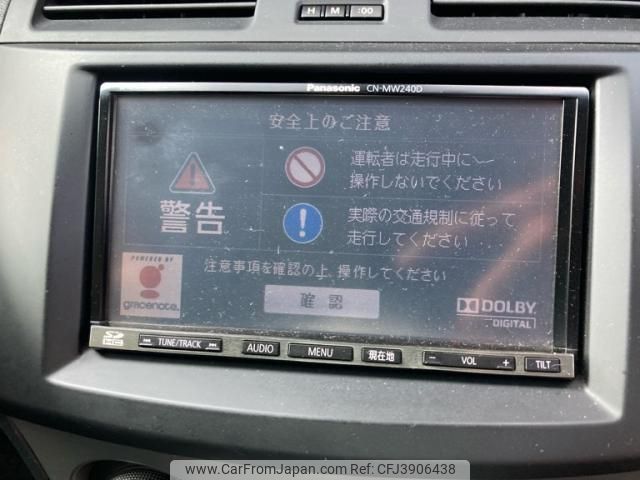 H M :00
Panasonic CN-MW240D
安全上のご注意
警告
運転者は走行中に
操作しないでください
実際の交通規制に従って
走行してください
注意事項を確認の上、操作してください
確認
POWERED BY
gracenote.
DOLBY
DIGITAL
SD HC TUNE/TRACK AUDIO MENU 現在地 − VOL + TILT
www.CarFromJapan.com | CarFromJapan ID: CFJ3906438